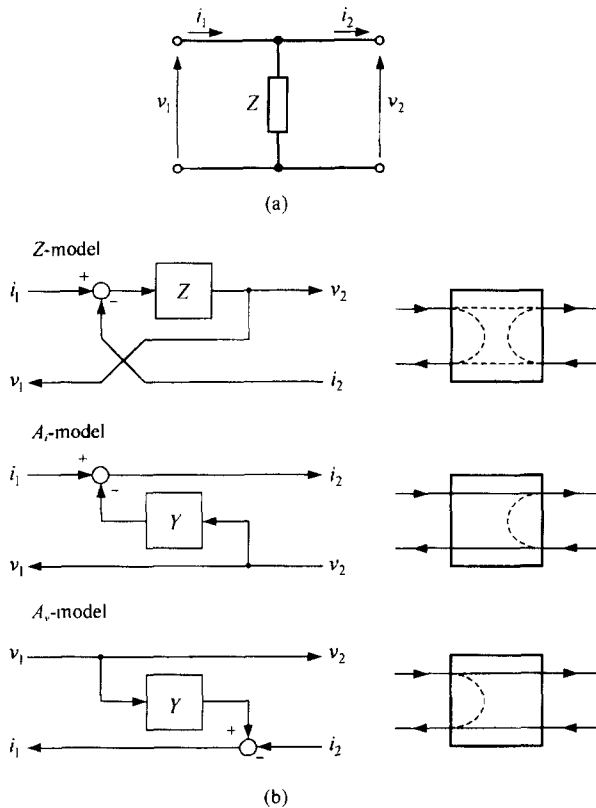 i₁ i₂
v₁ Z v₂
(a)
Z-model
i₁ + − Z v₂
v₁ i₂
Aᵢ-model
i₁ + − i₂
Y
v₁ v₂
Aᵥ-model
v₁ v₂
Y +
i₁ − i₂
(b)